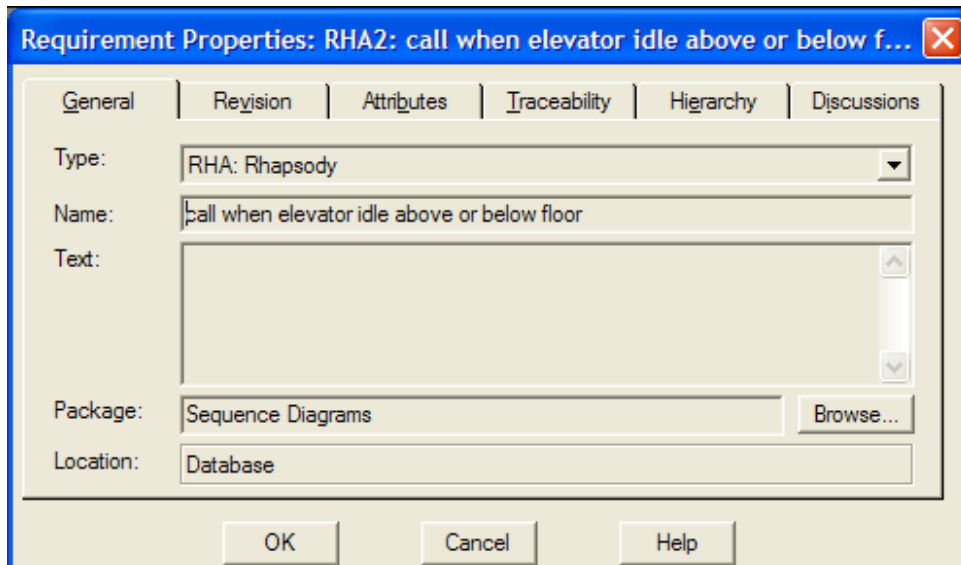 Requirement Properties: RHA2: call when elevator idle above or below f...
General Revision Attributes Traceability Hierarchy Discussions
Type: RHA: Rhapsody
Name: call when elevator idle above or below floor
Text:
Package: Sequence Diagrams Browse...
Location: Database
OK Cancel Help